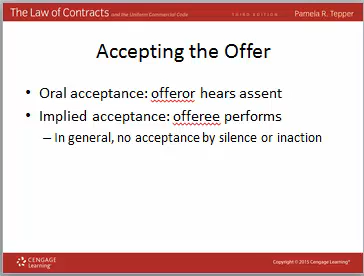 The Law of Contracts and the Uniform Commercial Code THIRD EDITION Pamela R. Tepper
Accepting the Offer
• Oral acceptance: offeror hears assent
• Implied acceptance: offeree performs
– In general, no acceptance by silence or inaction
CENGAGE
Learning™
Copyright © 2015 Cengage Learning®